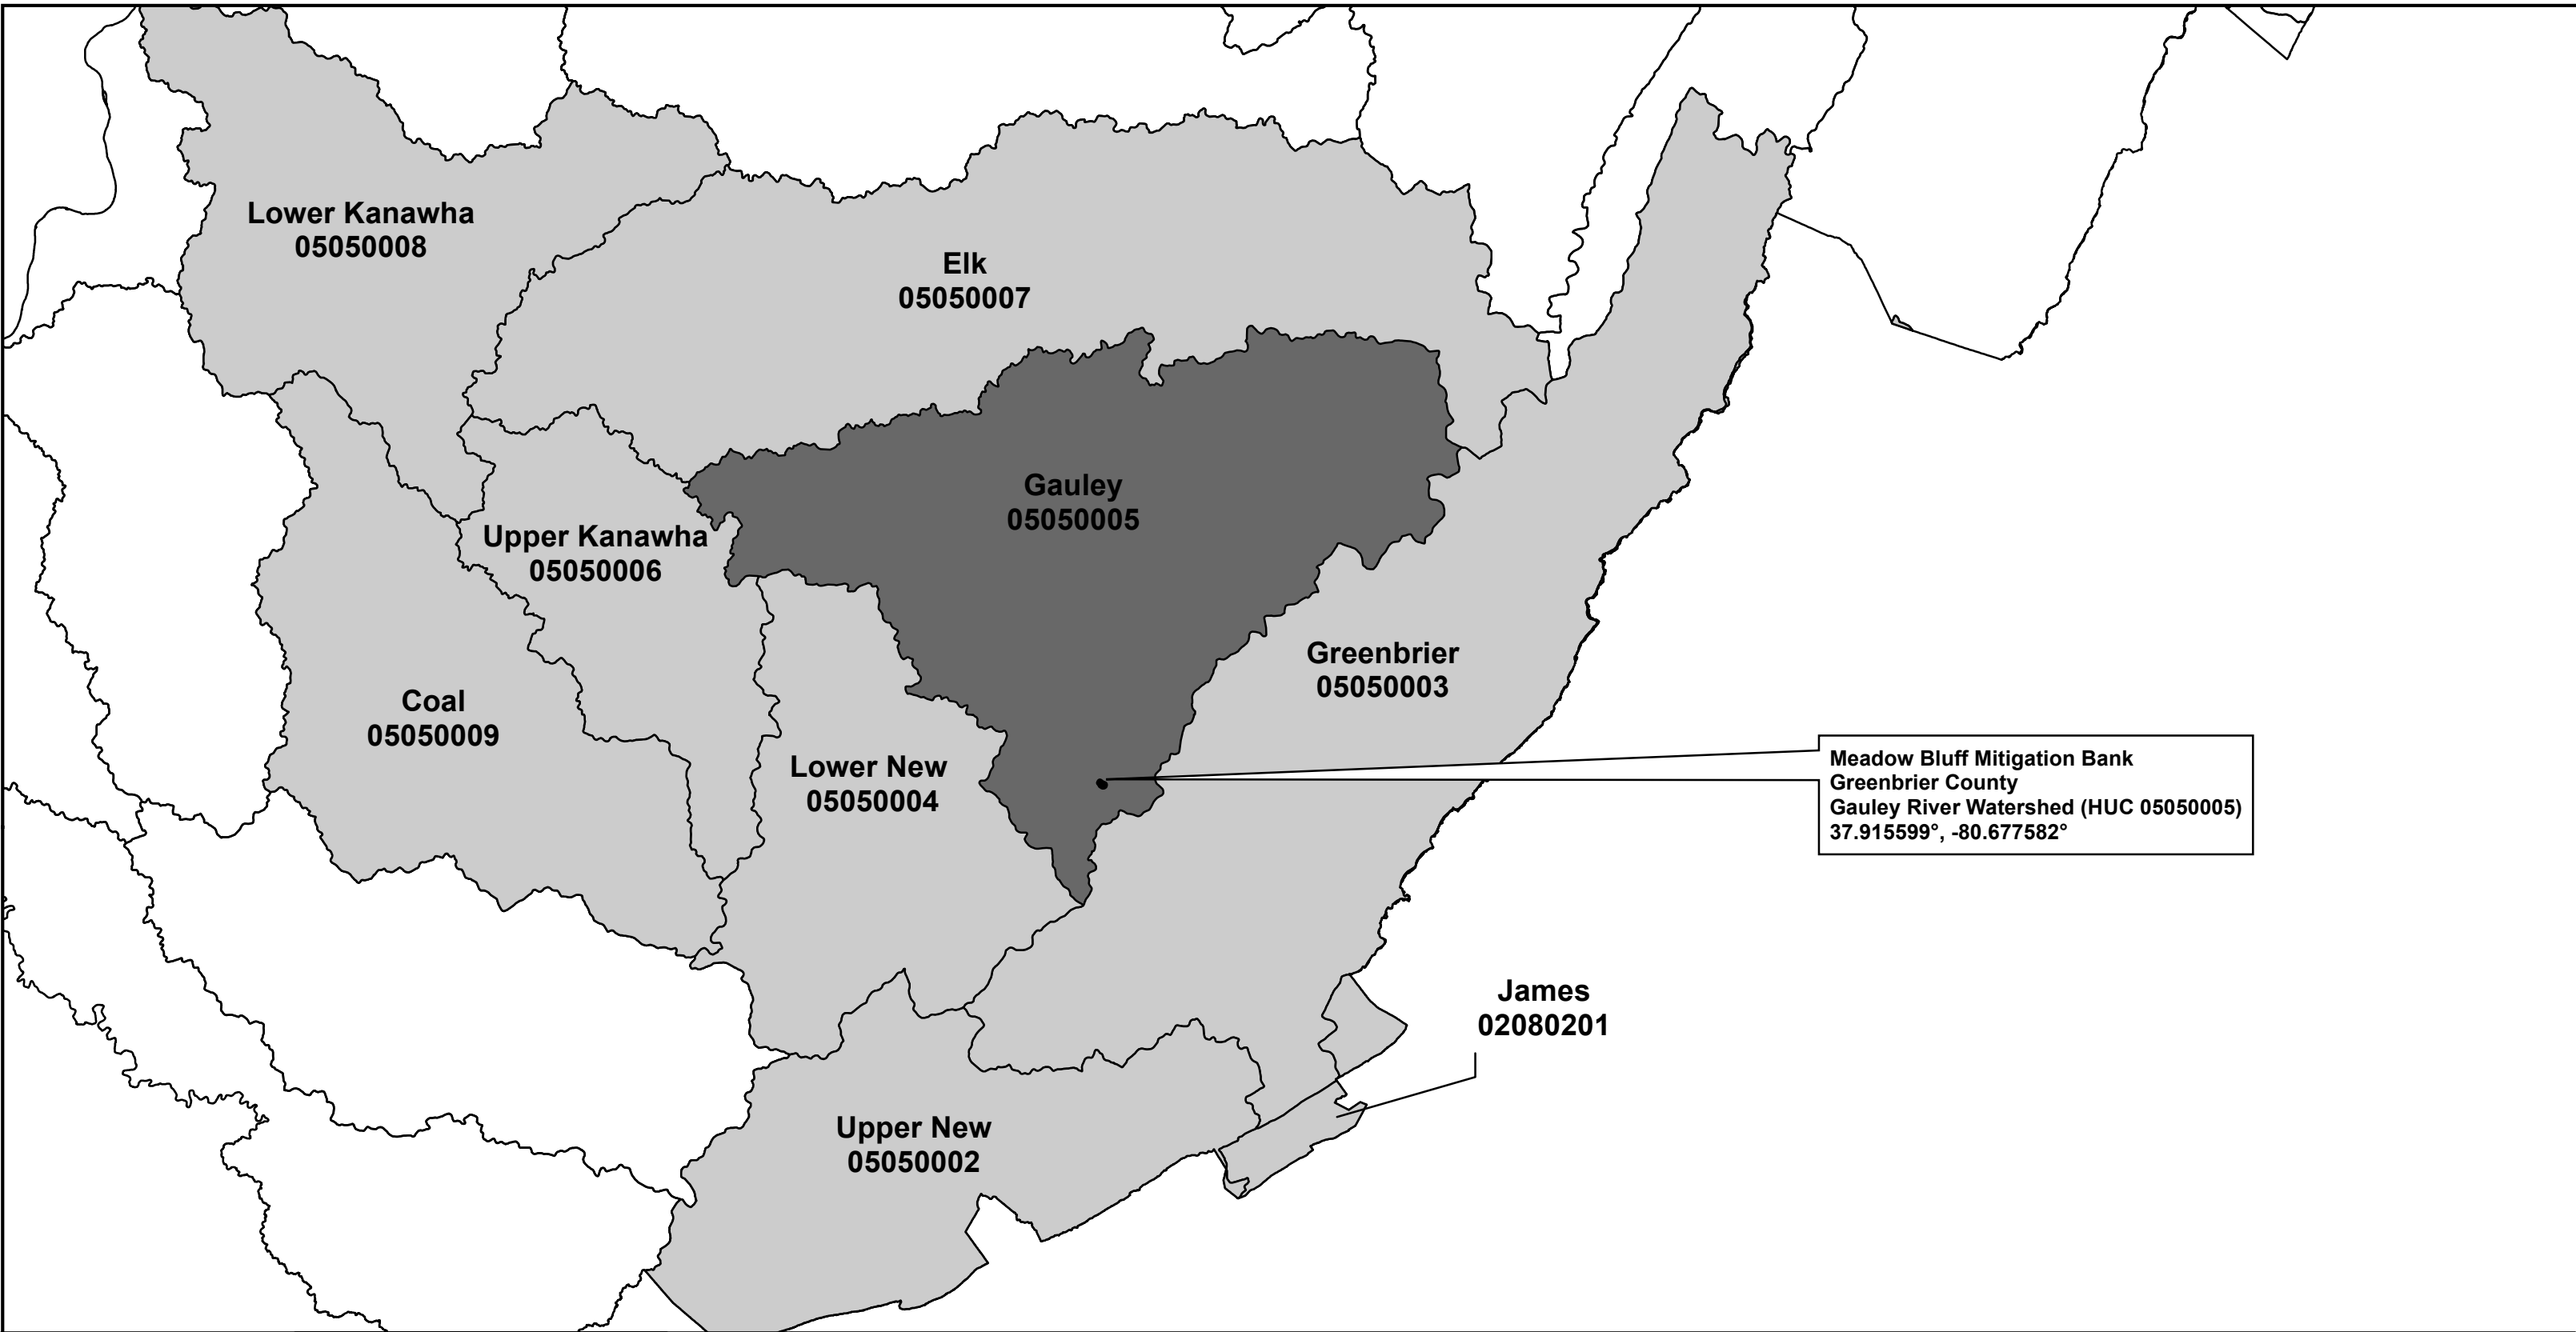 Lower Kanawha
05050008
Elk
05050007
Gauley
05050005
Upper Kanawha
05050006
Greenbrier
05050003
Coal
05050009
Lower New
05050004
Meadow Bluff Mitigation Bank
Greenbrier County
Gauley River Watershed (HUC 05050005)
37.915599°, -80.677582°
James
02080201
Upper New
05050002